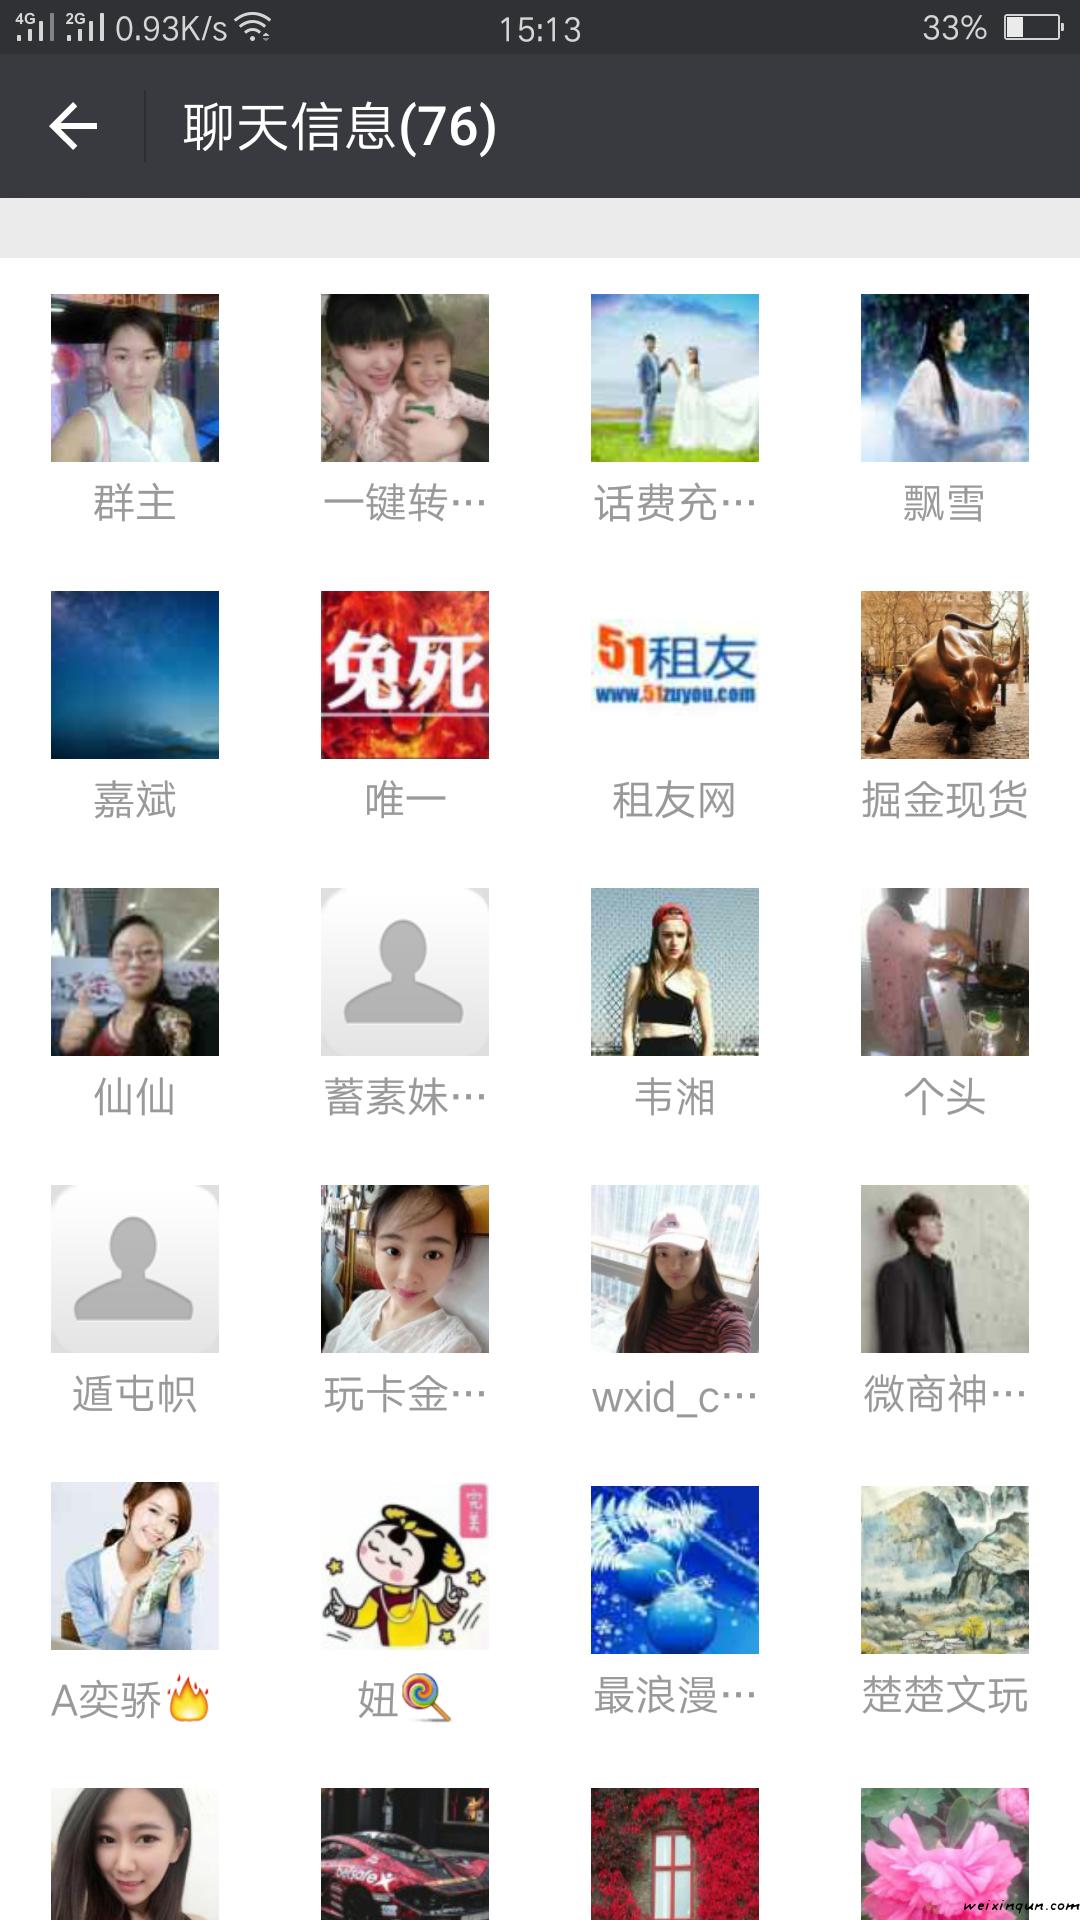 4G 2G 0.93K/s 15:13 33%
聊天信息(76)
群主 一键转… 话费充… 飘雪
免死
51租友
www.51zuyou.com
嘉斌 唯一 租友网 掘金现货
仙仙 蓄素妹… 韦湘 个头
遁屯帜 玩卡金… wxid_c… 微商神…
完美
A奕骄🔥 妞🍭 最浪漫… 楚楚文玩
betsafe
weixinqun.com